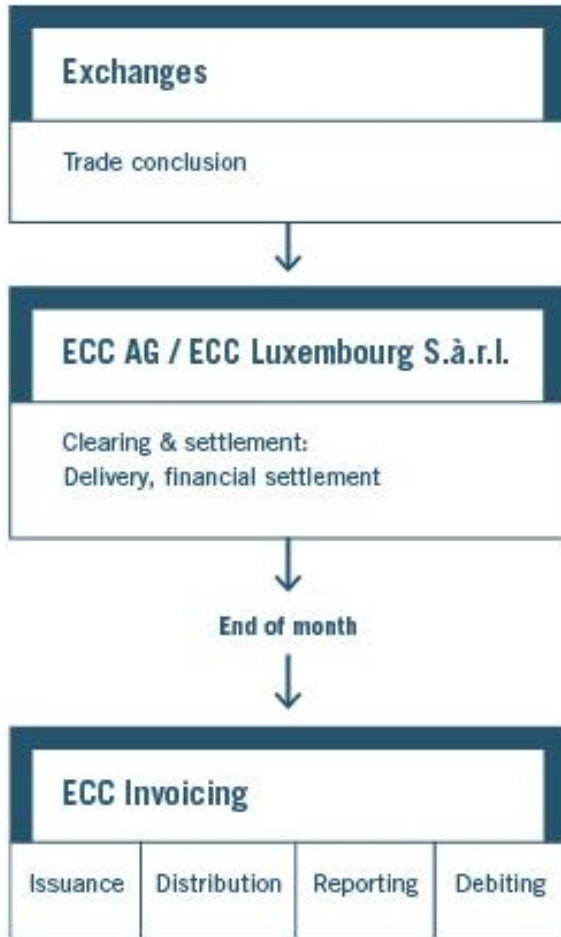 Exchanges
Trade conclusion
ECC AG / ECC Luxembourg S.à.r.l.
Clearing & settlement:
Delivery, financial settlement
End of month
ECC Invoicing
Issuance Distribution Reporting Debiting